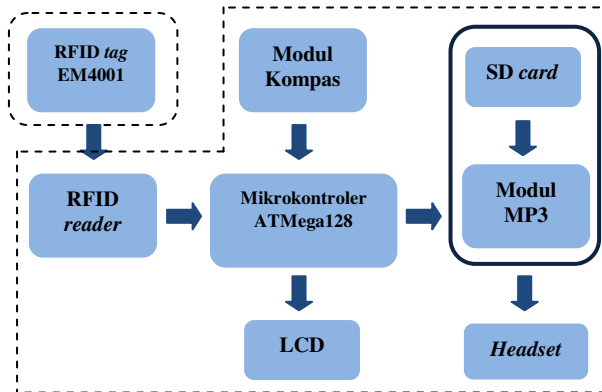 RFID tag
EM4001
Modul
Kompas
SD card
RFID
reader
Mikrokontroler
ATMega128
Modul
MP3
LCD
Headset